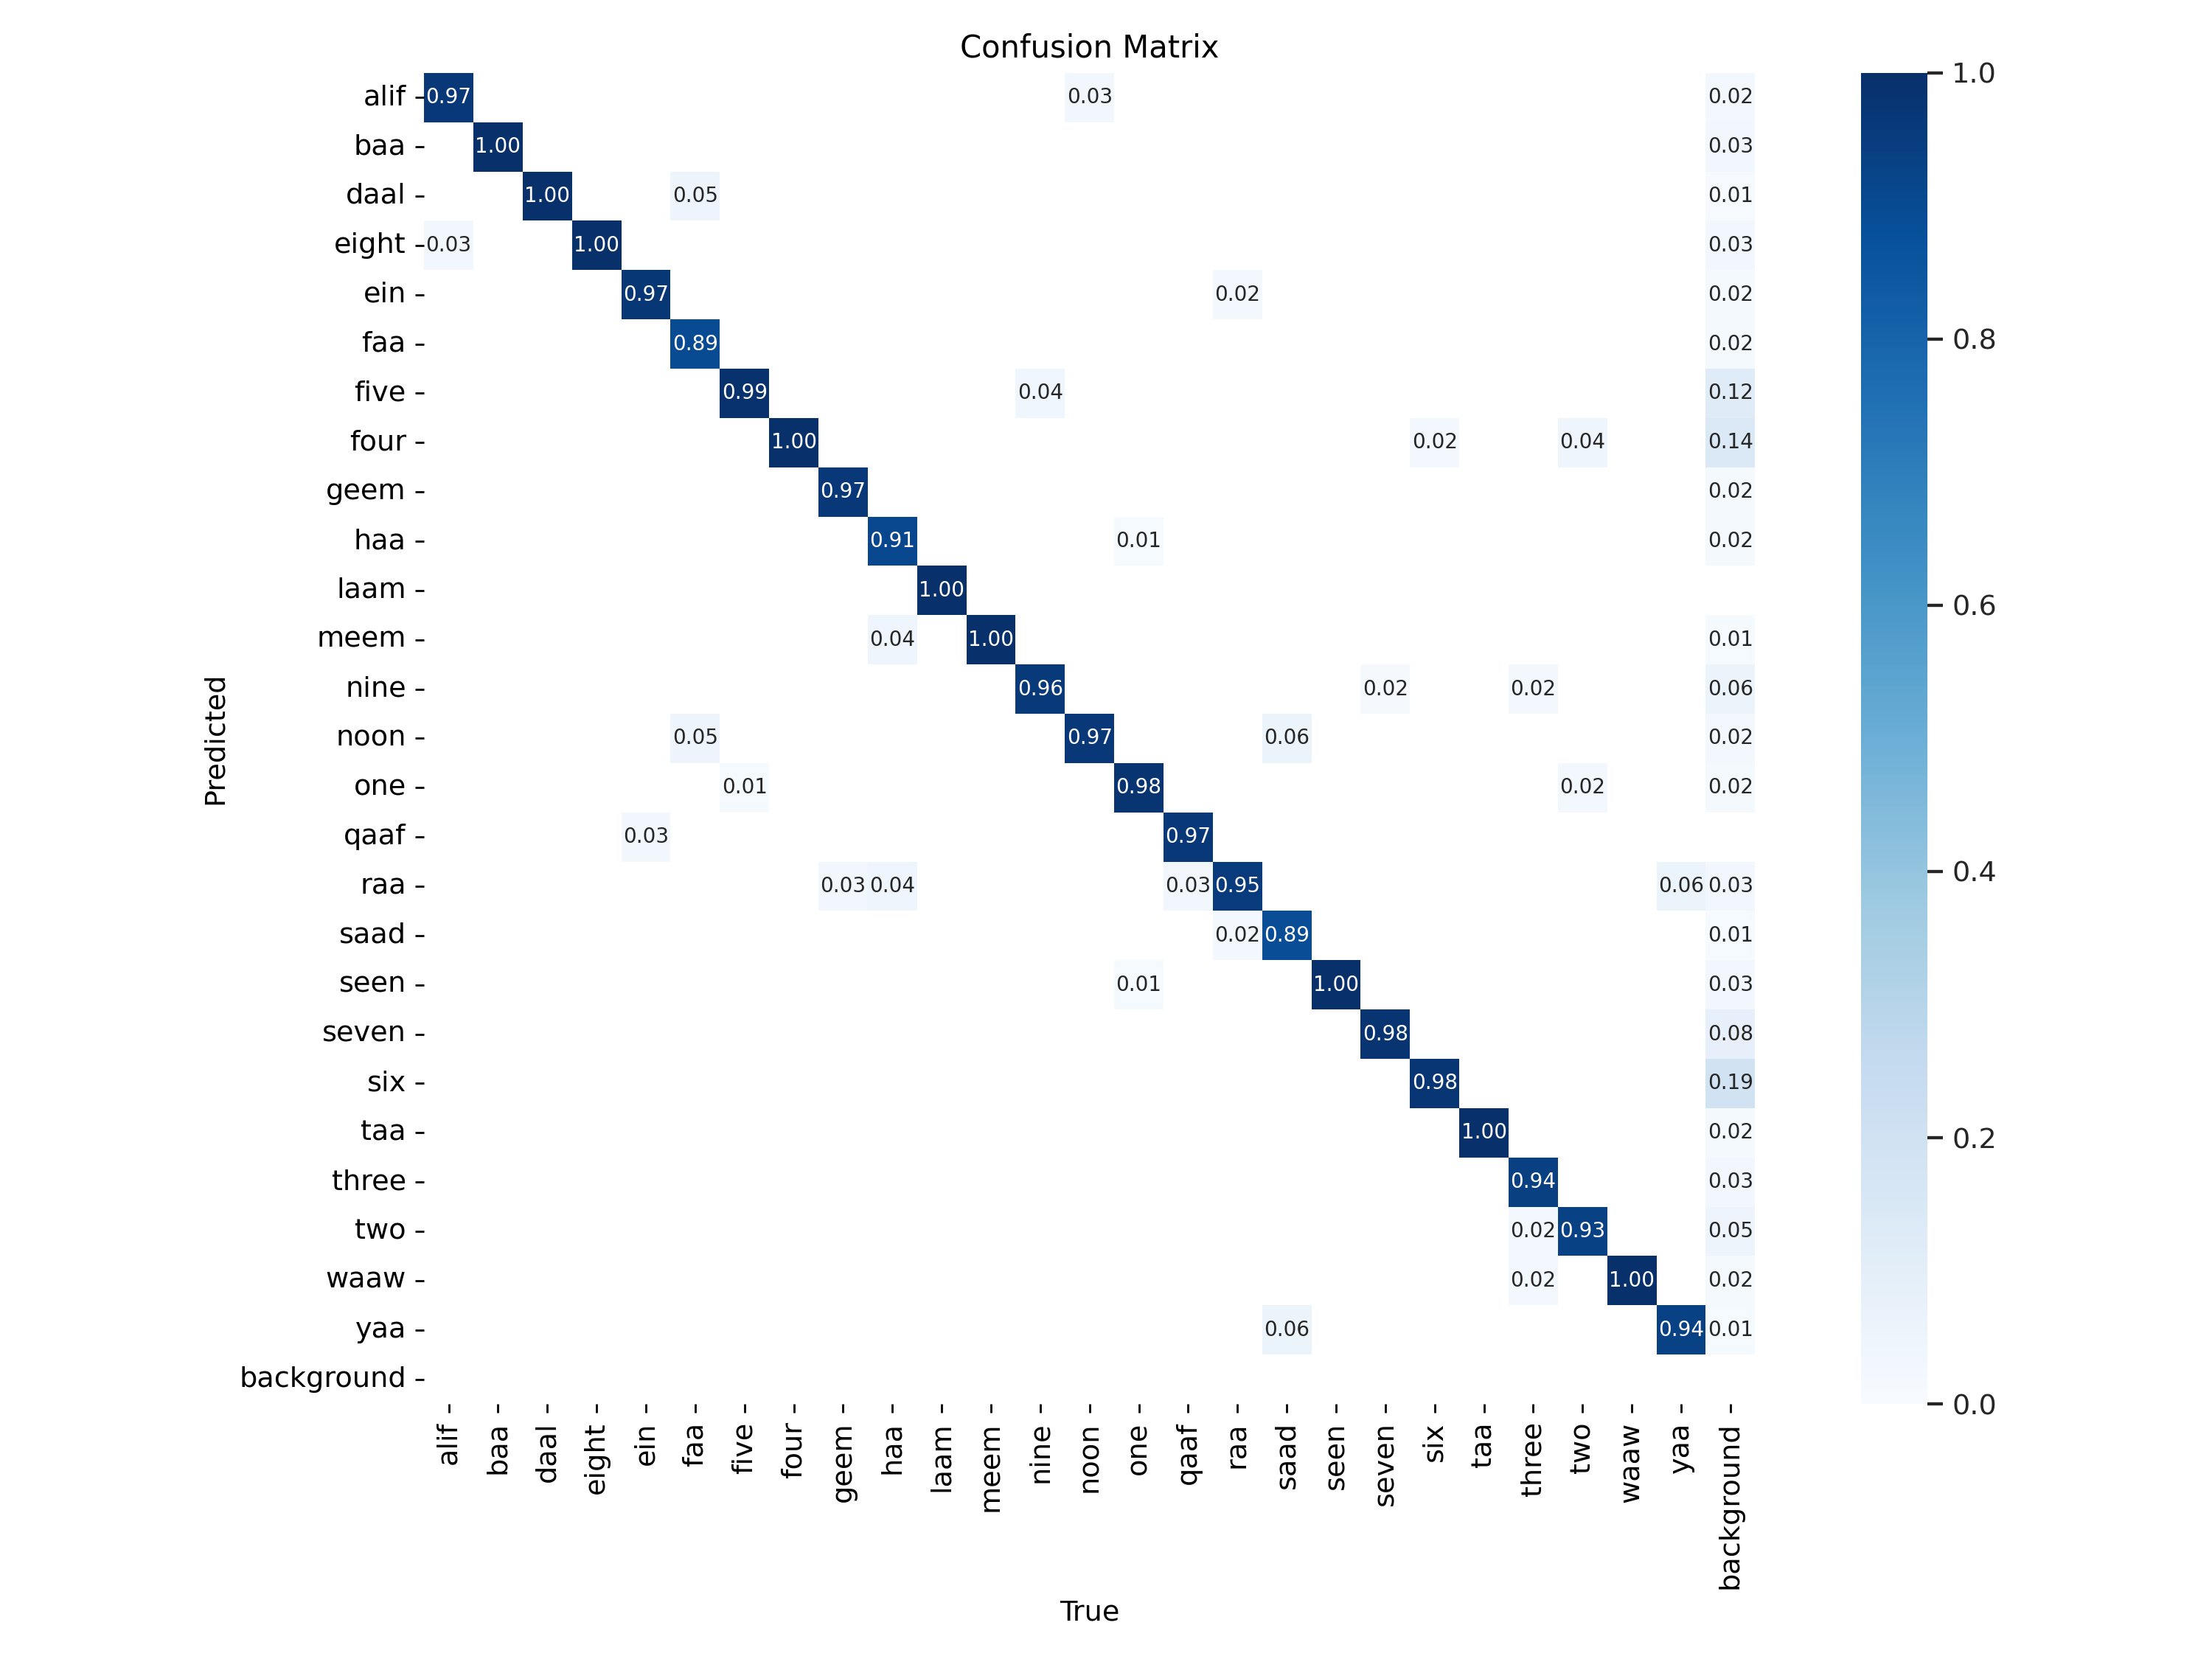 Confusion Matrix
alif 0.97 0.03 0.02 1.0
baa 1.00 0.03
daal 1.00 0.05 0.01
eight 0.03 1.00 0.03
ein 0.97 0.02 0.02
faa 0.89 0.02 0.8
five 0.99 0.04 0.12
four 1.00 0.02 0.04 0.14
geem 0.97 0.02
haa 0.91 0.01 0.02
laam 1.00 0.6
meem 0.04 1.00 0.01
nine 0.96 0.02 0.02 0.06
noon 0.05 0.97 0.06 0.02
one 0.01 0.98 0.02 0.02
qaaf 0.03 0.97
raa 0.03 0.04 0.03 0.95 0.06 0.03 0.4
saad 0.02 0.89 0.01
seen 0.01 1.00 0.03
seven 0.98 0.08
six 0.98 0.19
taa 1.00 0.02 0.2
three 0.94 0.03
two 0.02 0.93 0.05
waaw 0.02 1.00 0.02
yaa 0.06 0.94 0.01
background 0.0
Predicted
alif baa daal eight ein faa five four geem haa laam meem nine noon one qaaf raa saad seen seven six taa three two waaw yaa background
True